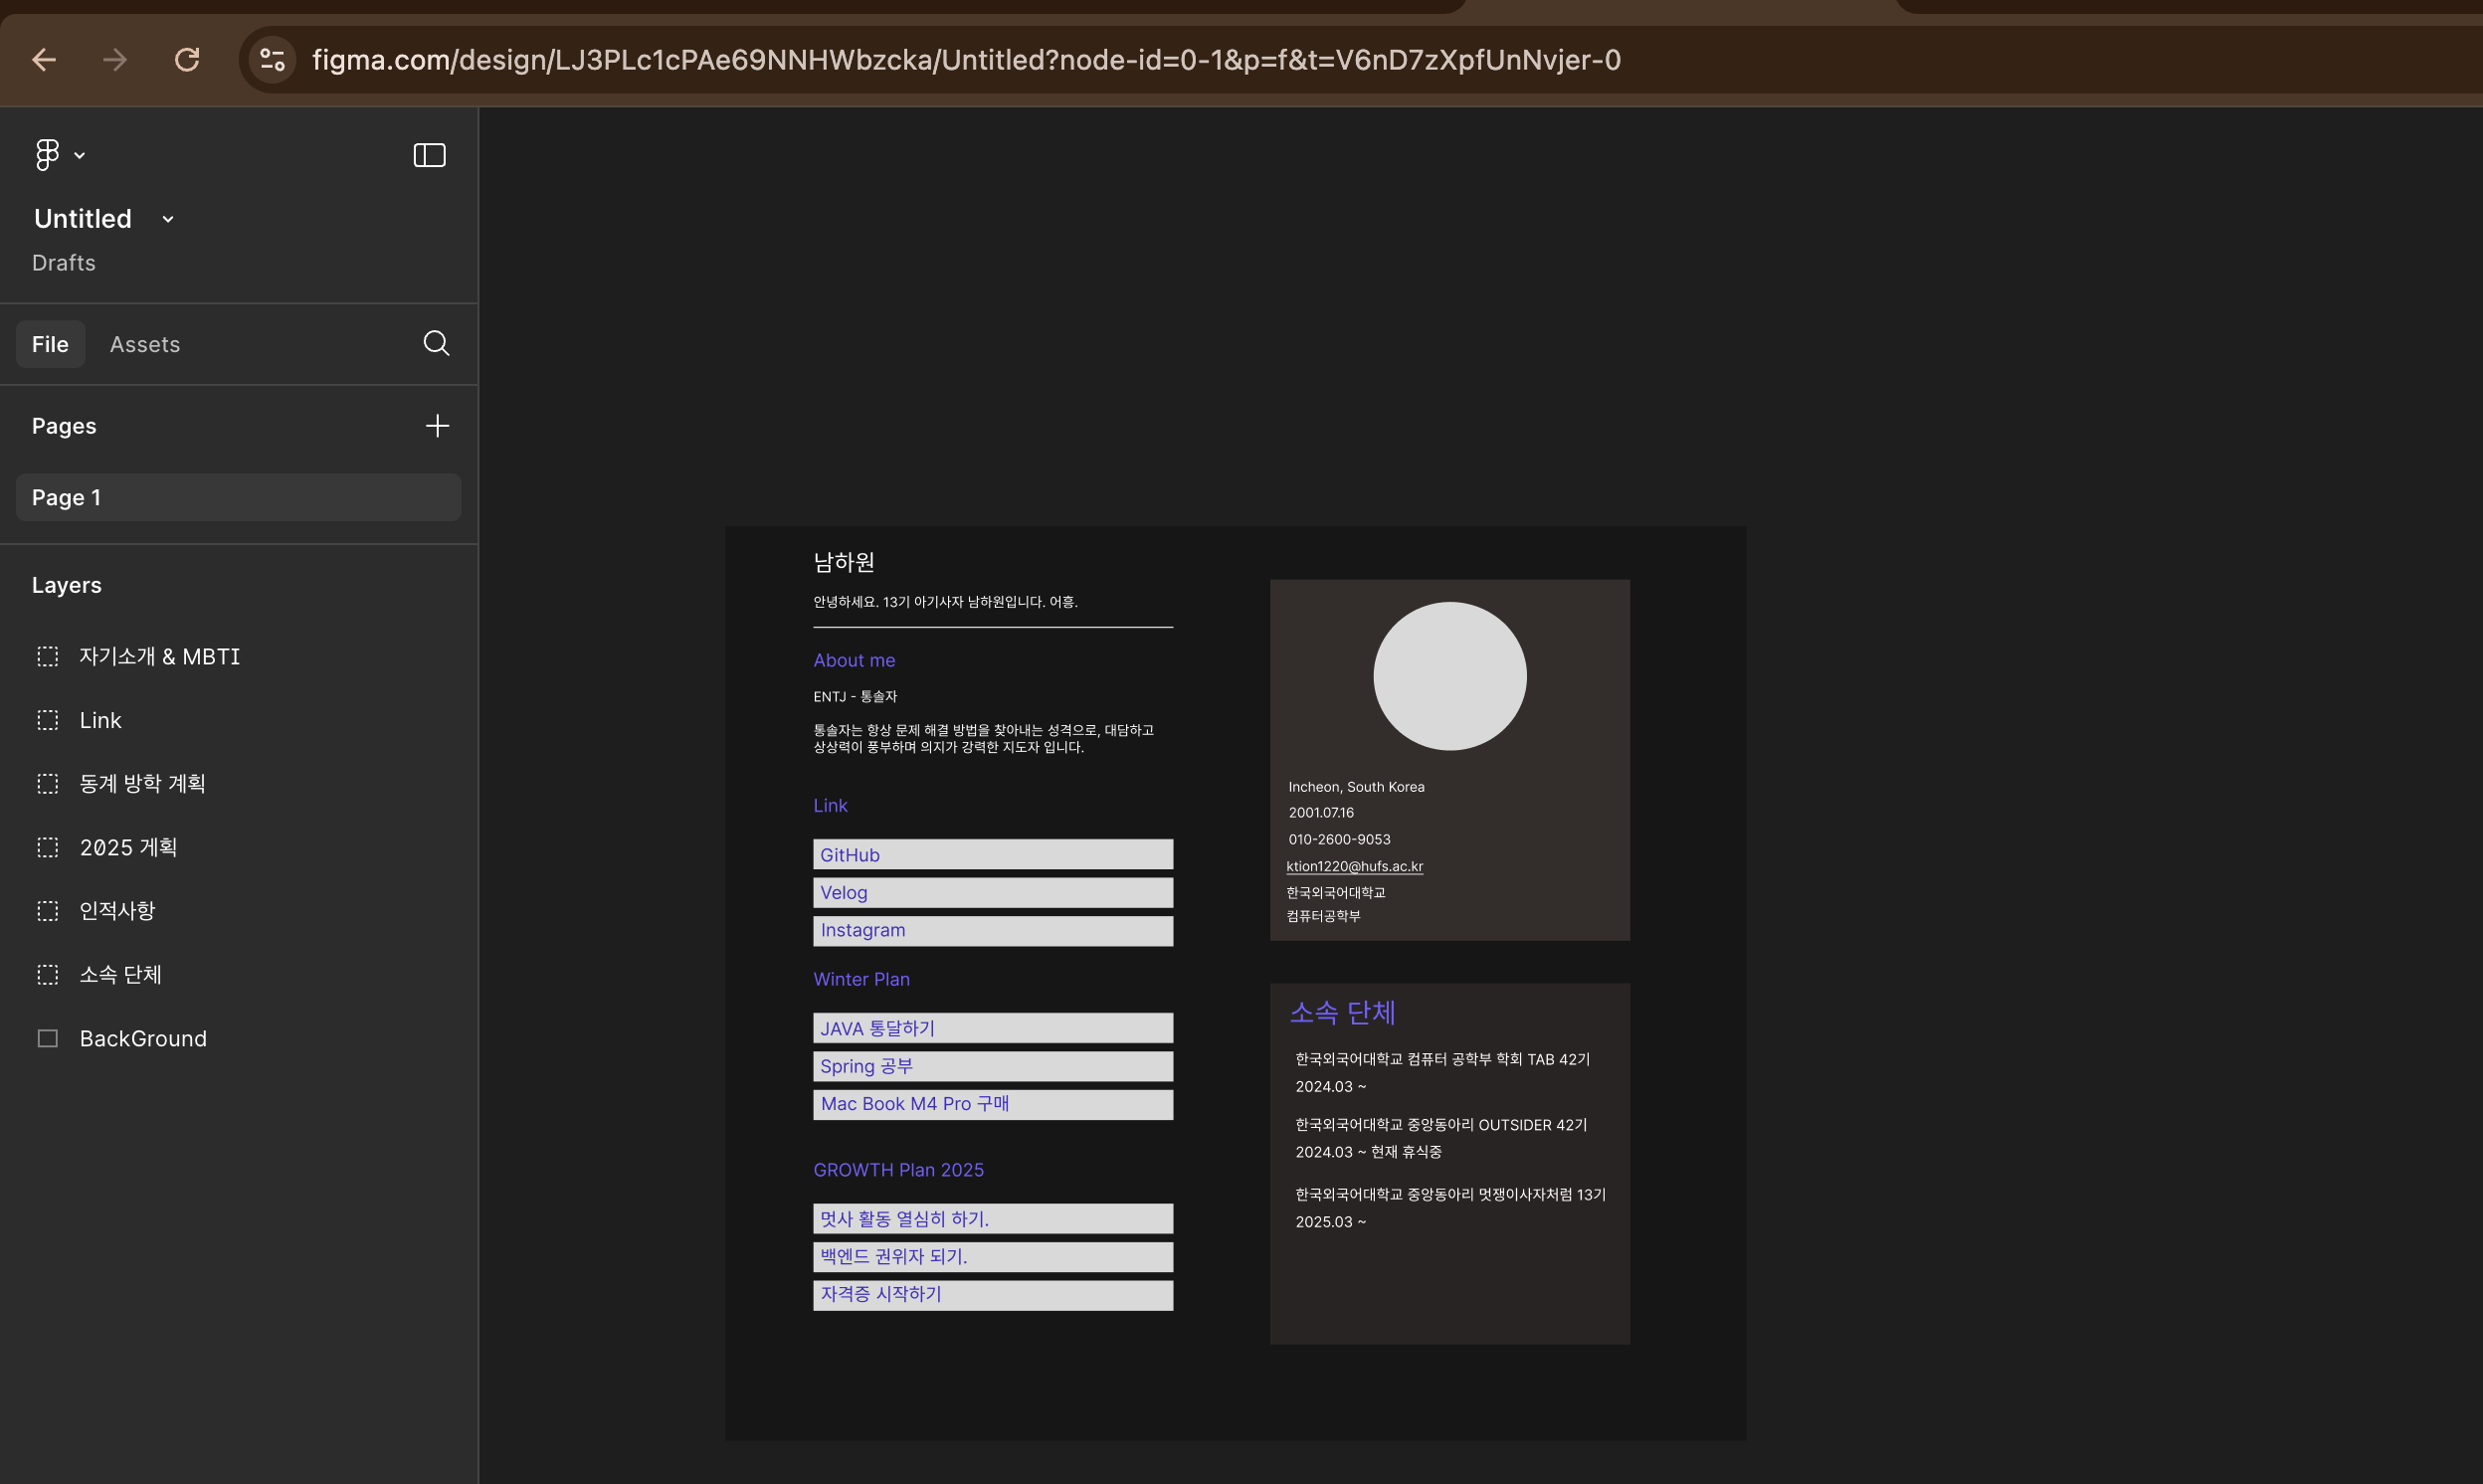 figma.com/design/LJ3PLc1cPAe69NNHWbzcka/Untitled?node-id=0-1&p=f&t=V6nD7zXpfUnNvjer-0
Untitled
Drafts
File
Assets
Pages
Page 1
Layers
자기소개 & MBTI
Link
동계 방학 계획
2025 게획
인적사항
소속 단체
BackGround
남하원
안녕하세요. 13기 아기사자 남하원입니다. 어흥.
About me
ENTJ - 통솔자
통솔자는 항상 문제 해결 방법을 찾아내는 성격으로, 대담하고
상상력이 풍부하며 의지가 강력한 지도자 입니다.
Link
GitHub
Velog
Instagram
Winter Plan
JAVA 통달하기
Spring 공부
Mac Book M4 Pro 구매
GROWTH Plan 2025
멋사 활동 열심히 하기.
백엔드 권위자 되기.
자격증 시작하기
Incheon, South Korea
2001.07.16
010-2600-9053
ktion1220@hufs.ac.kr
한국외국어대학교
컴퓨터공학부
소속 단체
한국외국어대학교 컴퓨터 공학부 학회 TAB 42기
2024.03 ~
한국외국어대학교 중앙동아리 OUTSIDER 42기
2024.03 ~ 현재 휴식중
한국외국어대학교 중앙동아리 멋쟁이사자처럼 13기
2025.03 ~